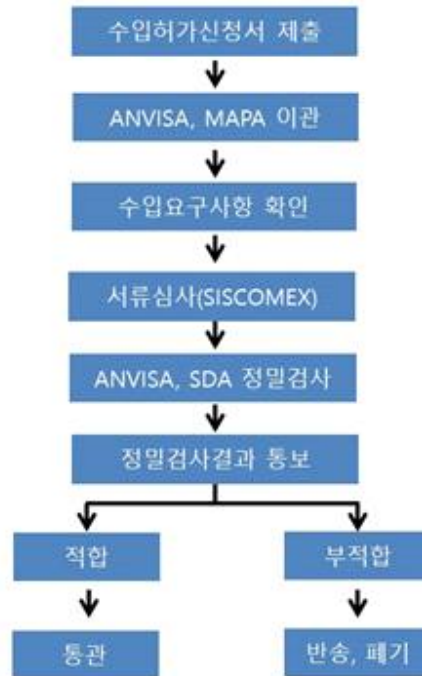 수입허가신청서 제출
ANVISA, MAPA 이관
수입요구사항 확인
서류심사(SISCOMEX)
ANVISA, SDA 정밀검사
정밀검사결과 통보
적합
부적합
통관
반송, 폐기